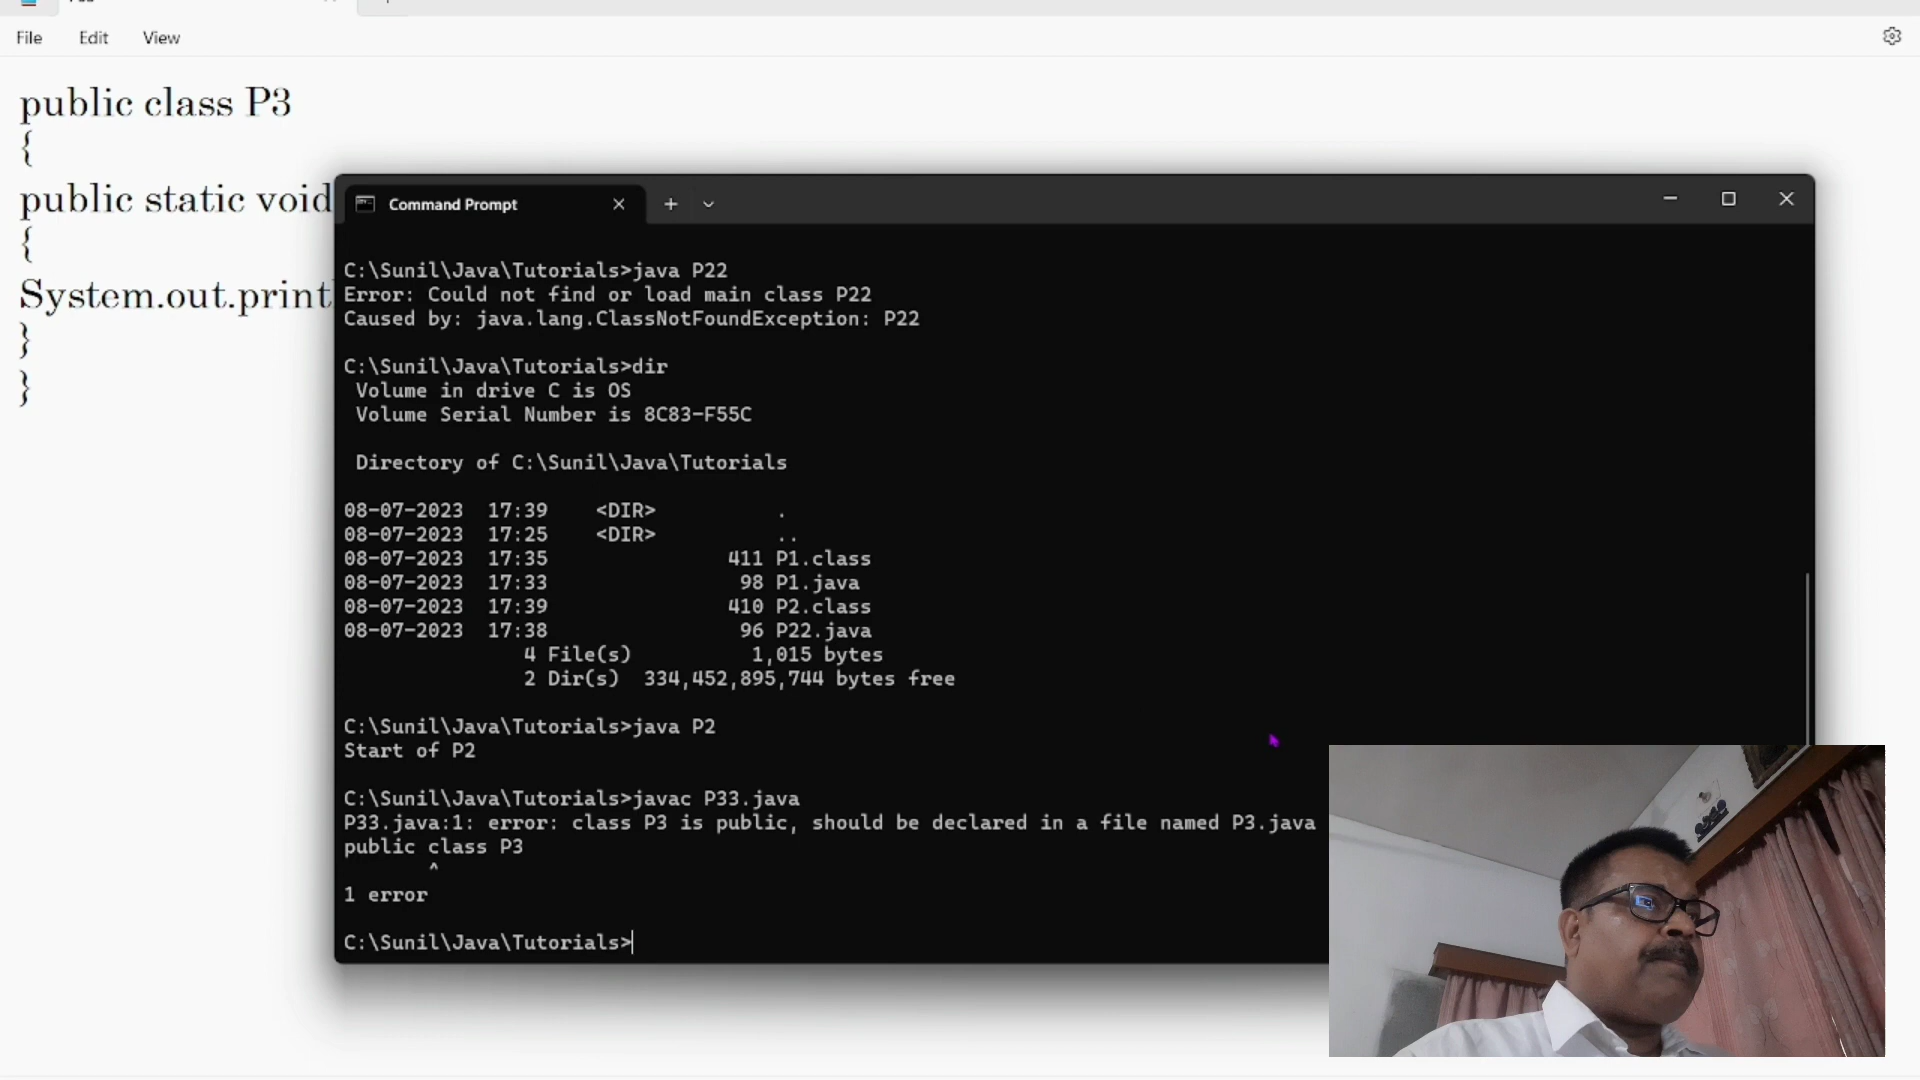 File Edit View
public class P3
{
public static void
{
System.out.print
}
}
Command Prompt
C:\Sunil\Java\Tutorials>java P22
Error: Could not find or load main class P22
Caused by: java.lang.ClassNotFoundException: P22
C:\Sunil\Java\Tutorials>dir
Volume in drive C is OS
Volume Serial Number is 8C83-F55C
Directory of C:\Sunil\Java\Tutorials
08-07-2023 17:39 <DIR> .
08-07-2023 17:25 <DIR> ..
08-07-2023 17:35 411 P1.class
08-07-2023 17:33 98 P1.java
08-07-2023 17:39 410 P2.class
08-07-2023 17:38 96 P22.java
4 File(s) 1,015 bytes
2 Dir(s) 334,452,895,744 bytes free
C:\Sunil\Java\Tutorials>java P2
Start of P2
C:\Sunil\Java\Tutorials>javac P33.java
P33.java:1: error: class P3 is public, should be declared in a file named P3.java
public class P3
^
1 error
C:\Sunil\Java\Tutorials>